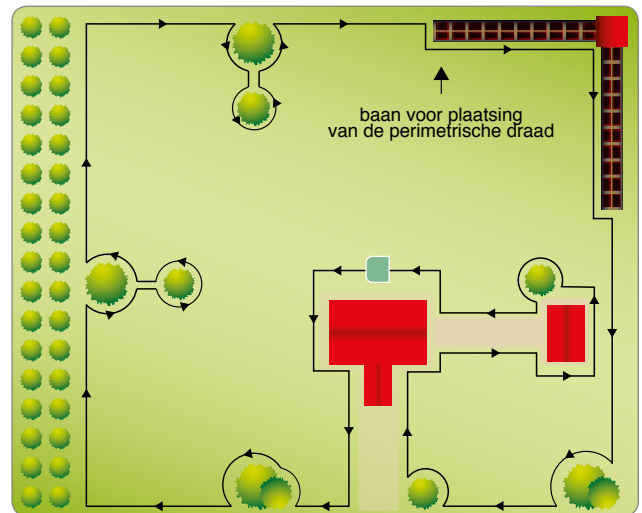 baan voor plaatsing
van de perimetrische draad